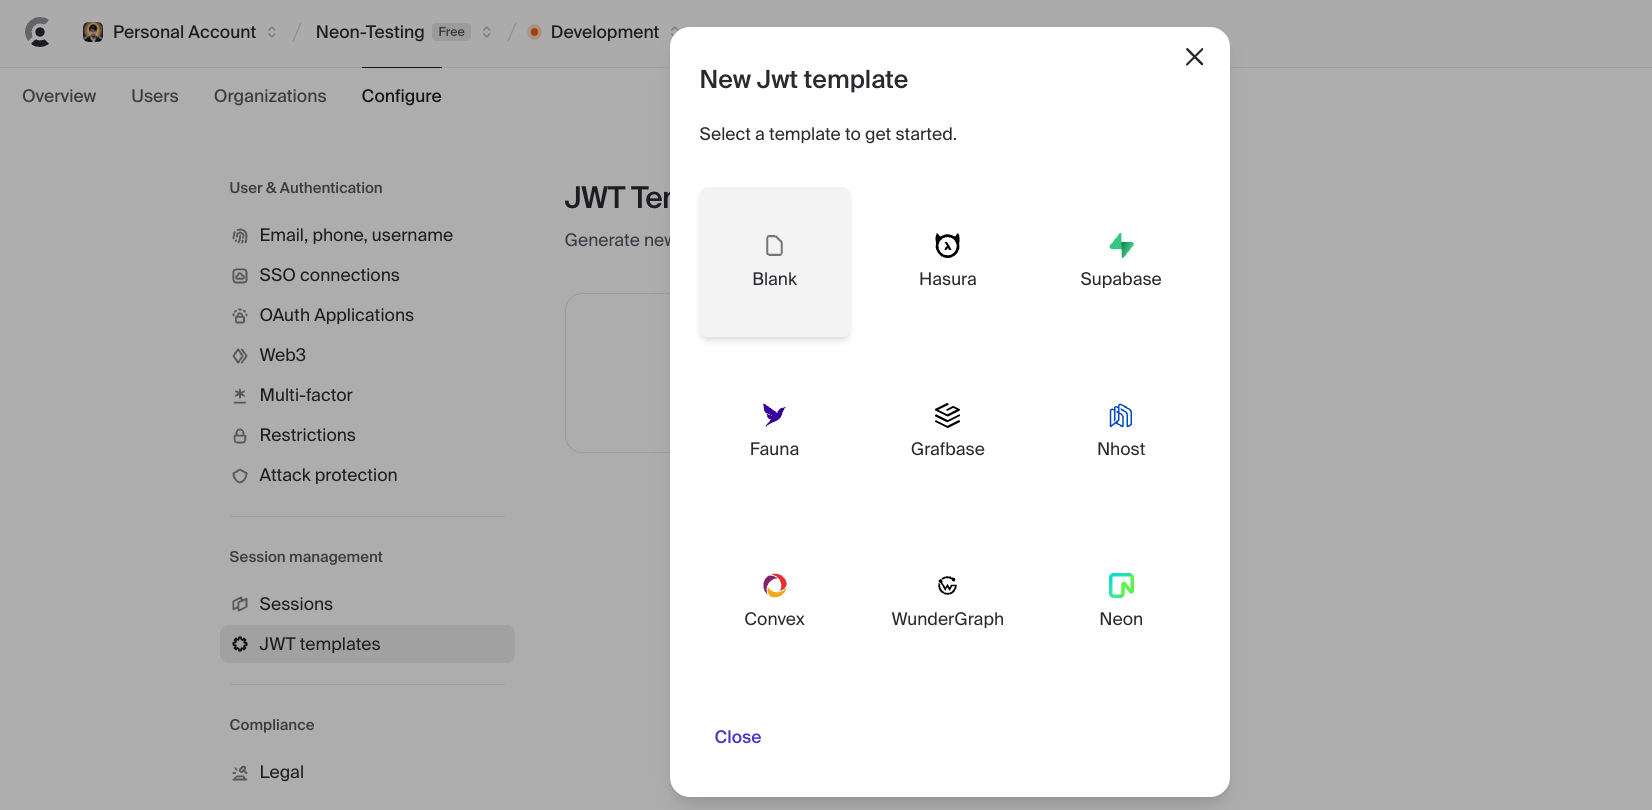 Personal Account / Neon-Testing Free / Development
Overview Users Organizations Configure
User & Authentication
Email, phone, username
SSO connections
OAuth Applications
Web3
Multi-factor
Restrictions
Attack protection
Session management
Sessions
JWT templates
Compliance
Legal
JWT Te
Generate ne
New Jwt template
Select a template to get started.
Blank
Hasura
Supabase
Fauna
Grafbase
Nhost
Convex
WunderGraph
Neon
Close